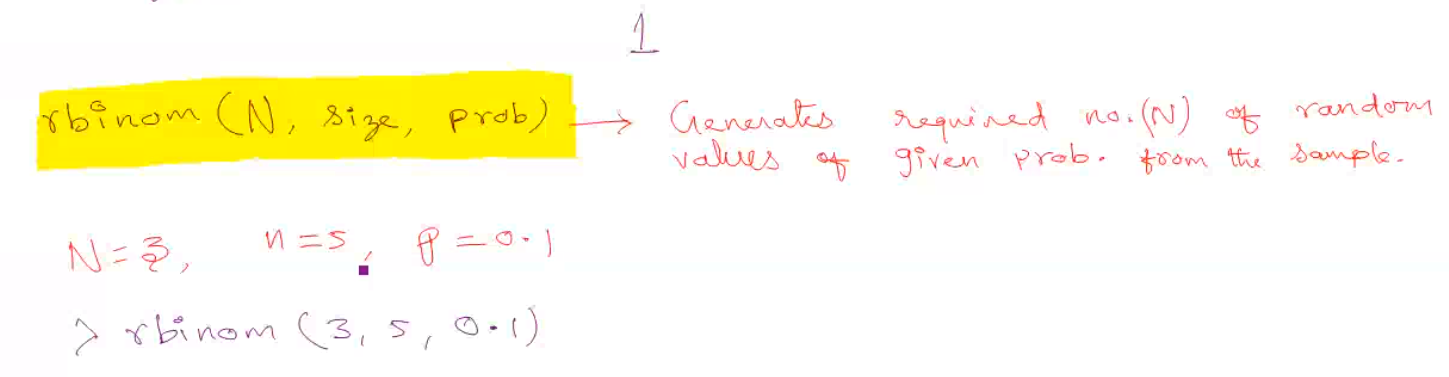 1
rbinom (N, size, prob) → Generates required no.(N) of random
values of given prob. from the sample.
N=3, n=5, p=0.1
> rbinom (3, 5, 0.1)